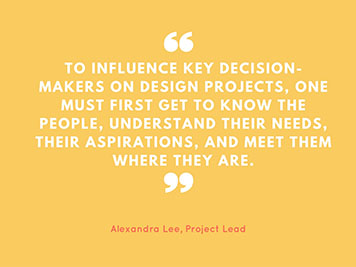 “
TO INFLUENCE KEY DECISION-
MAKERS ON DESIGN PROJECTS, ONE
MUST FIRST GET TO KNOW THE
PEOPLE, UNDERSTAND THEIR NEEDS,
THEIR ASPIRATIONS, AND MEET THEM
WHERE THEY ARE.
”
Alexandra Lee, Project Lead